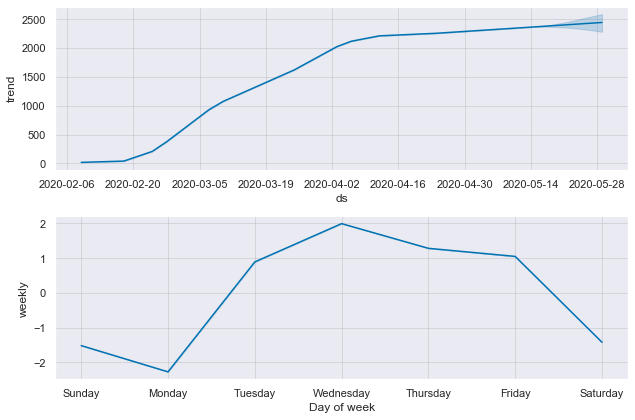 2500
2000
1500
1000
500
0
trend
2020-02-06 2020-02-20 2020-03-05 2020-03-19 2020-04-02 2020-04-16 2020-04-30 2020-05-14 2020-05-28
ds
2
1
0
−1
−2
weekly
Sunday Monday Tuesday Wednesday Thursday Friday Saturday
Day of week